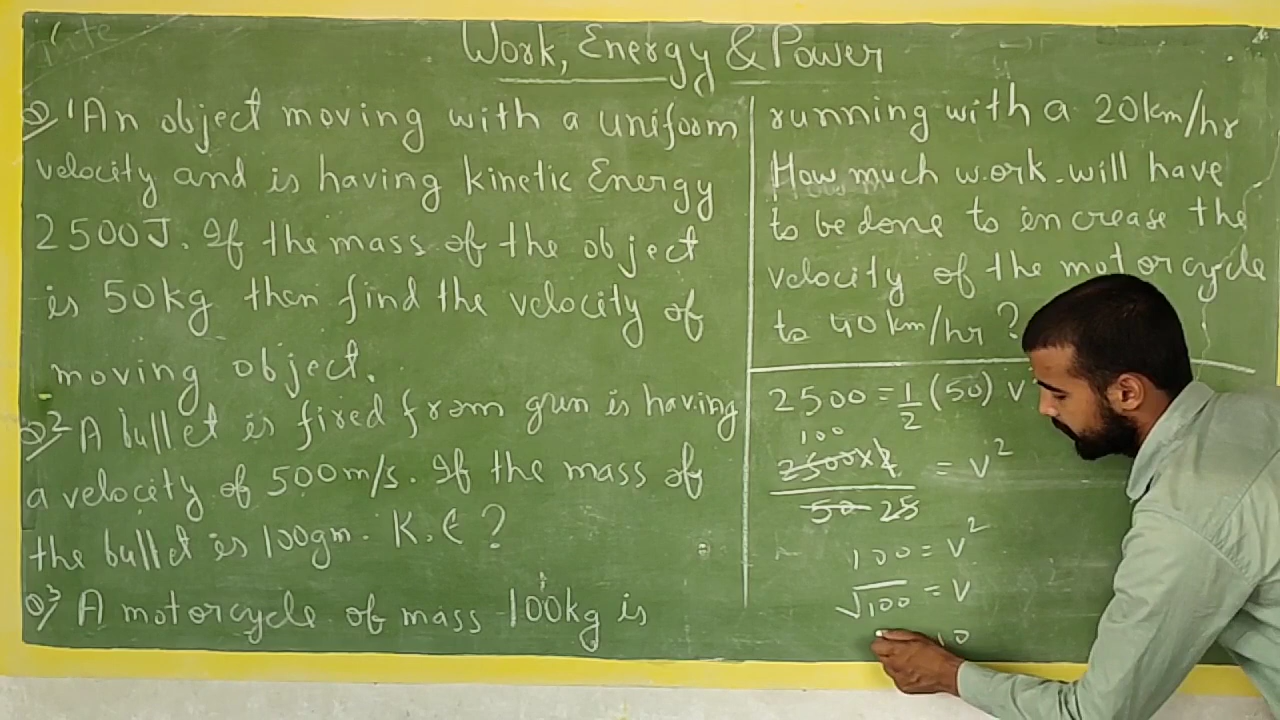 Work, Energy & Power
Q1 An object moving with a uniform
velocity and is having kinetic Energy
2500J. If the mass of the object
is 50kg then find the velocity of
moving object.
Q2 A bullet is fired from gun is having
a velocity of 500m/s. If the mass of
the bullet is 100gm. K.E ?
Q3 A motorcycle of mass 100kg is
running with a 20km/hr
How much work will have
to be done to encrease the
velocity of the motorcycle
to 40km/hr ?
2500 = 1/2 (50) V
100
2500×2 = V²
50 25
100 = V²
√100 = V
10